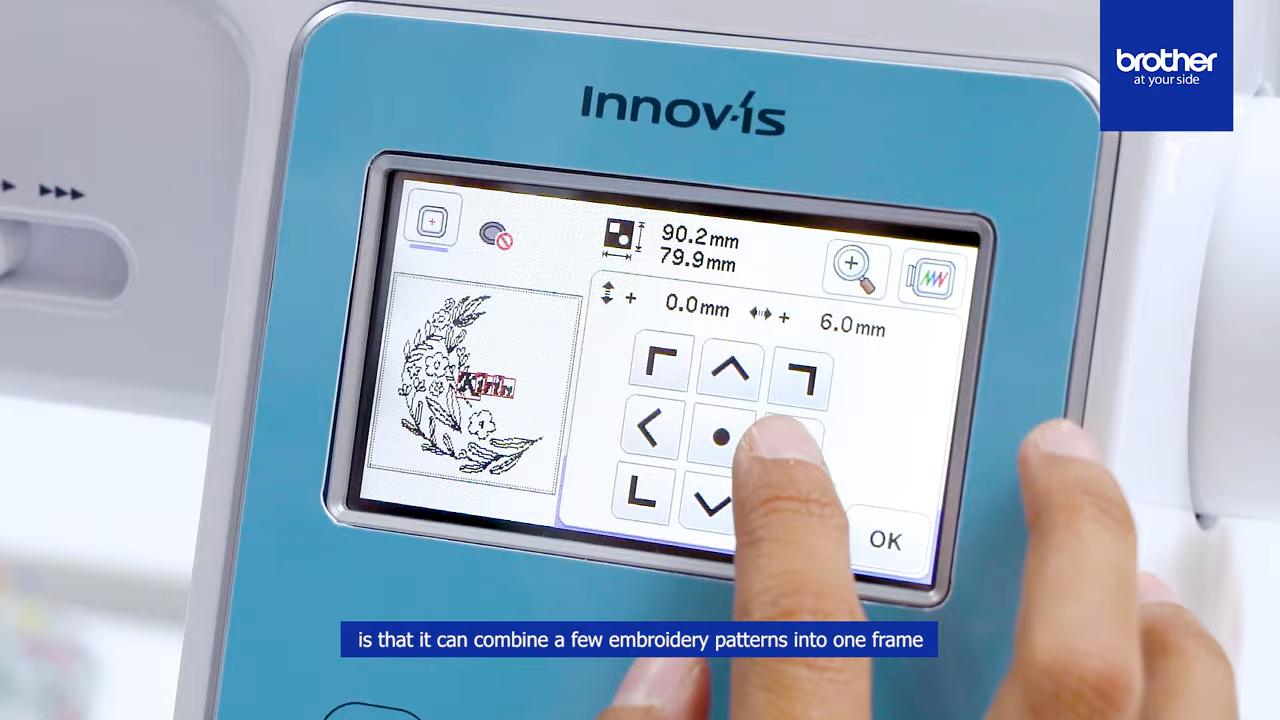 brother
at your side
Innov-ís
90.2mm
79.9mm
+ 0.0mm + 6.0mm
OK
is that it can combine a few embroidery patterns into one frame